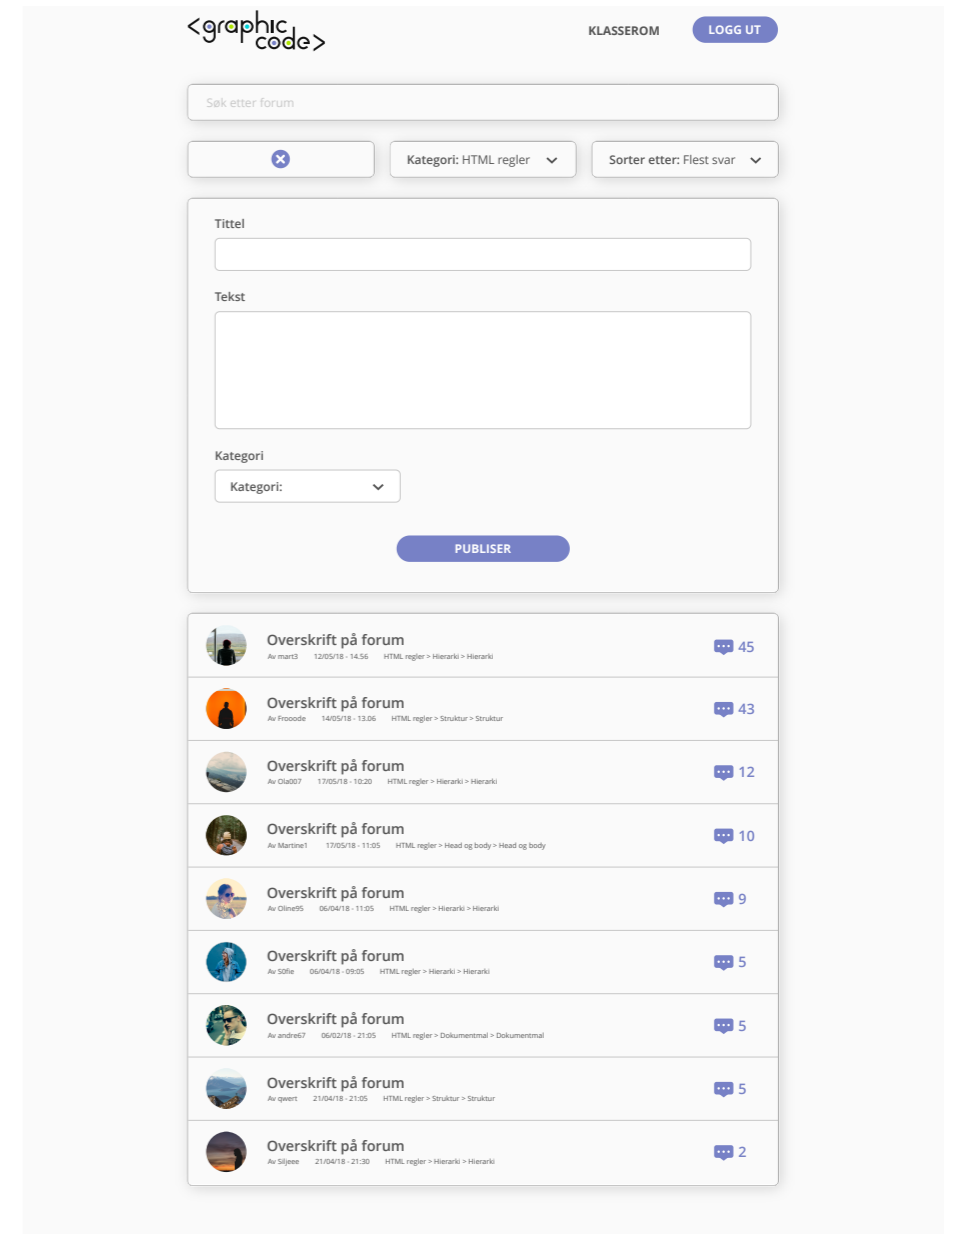 <graphic
code>
KLASSEROM
LOGG UT
Søk etter forum
Kategori: HTML regler
Sorter etter: Flest svar
Tittel
Tekst
Kategori
Kategori:
PUBLISER
Overskrift på forum
45
Av mart3 12/05/18 - 14.56 HTML regler > Hierarki > Hierarki
Overskrift på forum
43
Av Frooode 14/05/18 - 13.06 HTML regler > Struktur > Struktur
Overskrift på forum
12
Av Ola007 17/05/18 - 10:20 HTML regler > Hierarki > Hierarki
Overskrift på forum
10
Av Martine1 17/05/18 - 11:05 HTML regler > Head og body > Head og body
Overskrift på forum
9
Av Oline95 06/04/18 - 11:05 HTML regler > Hierarki > Hierarki
Overskrift på forum
5
Av S0fie 06/04/18 - 09:05 HTML regler > Hierarki > Hierarki
Overskrift på forum
5
Av andre67 06/02/18 - 21:05 HTML regler > Dokumentmal > Dokumentmal
Overskrift på forum
5
Av qwert 21/04/18 - 21:05 HTML regler > Struktur > Struktur
Overskrift på forum
2
Av Siljeee 21/04/18 - 21:30 HTML regler > Hierarki > Hierarki